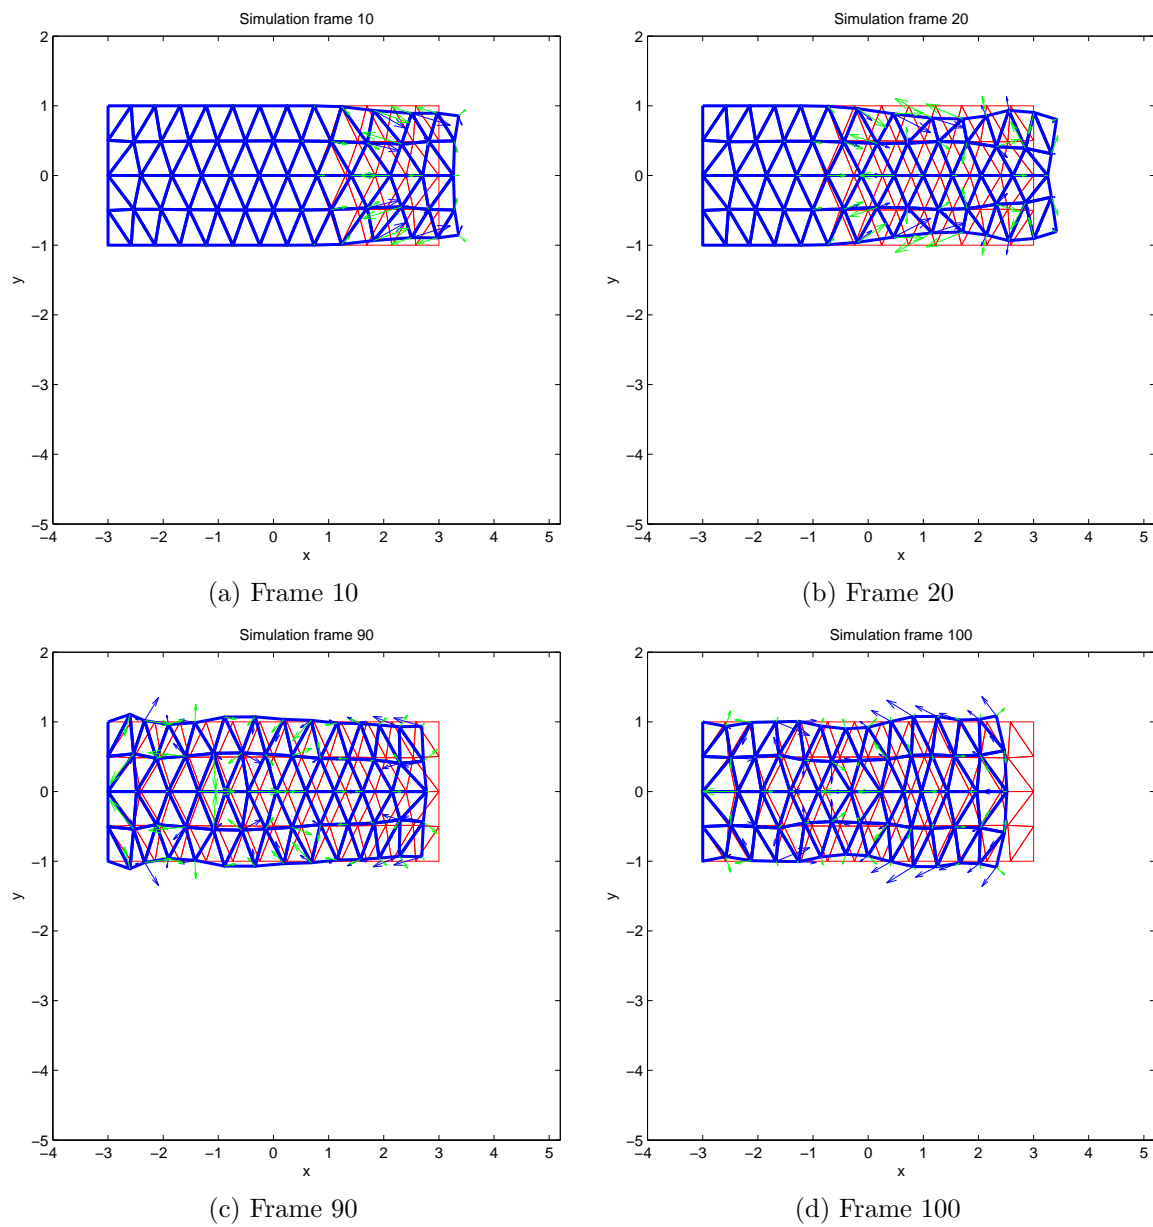 Simulation frame 10
2
1
0
−1
−2
−3
−4
−5
y
−4 −3 −2 −1 0 1 2 3 4 5
x
(a) Frame 10
Simulation frame 20
2
1
0
−1
−2
−3
−4
−5
y
−4 −3 −2 −1 0 1 2 3 4 5
x
(b) Frame 20
Simulation frame 90
2
1
0
−1
−2
−3
−4
−5
y
−4 −3 −2 −1 0 1 2 3 4 5
x
(c) Frame 90
Simulation frame 100
2
1
0
−1
−2
−3
−4
−5
y
−4 −3 −2 −1 0 1 2 3 4 5
x
(d) Frame 100